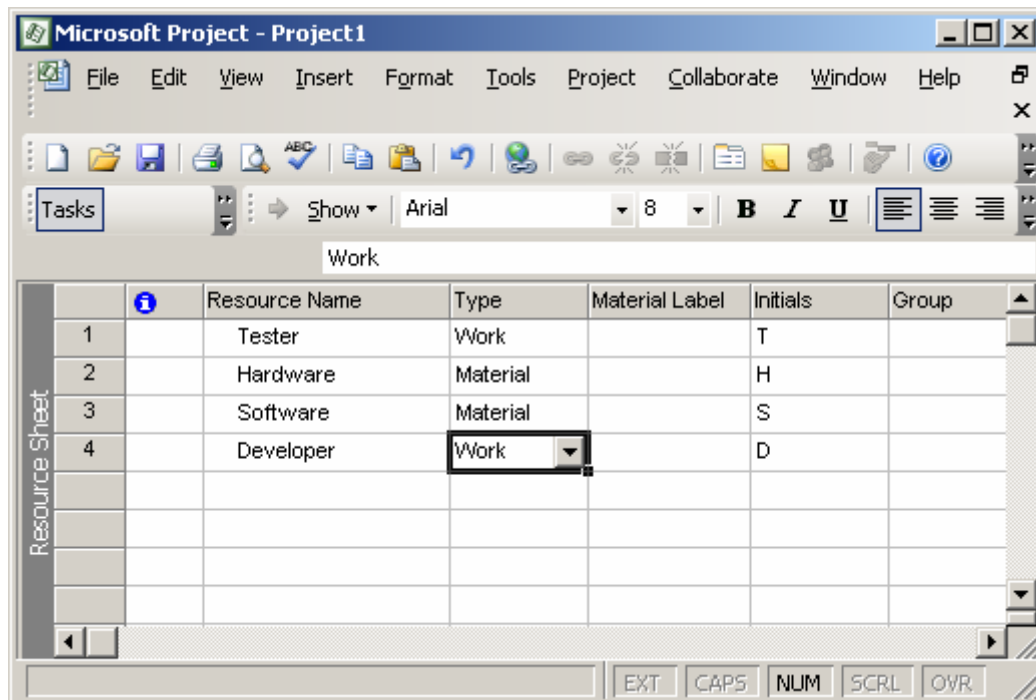 Microsoft Project - Project1
File Edit View Insert Format Tools Project Collaborate Window Help
ABC
Tasks Show Arial 8 B I U
Work
Resource Name Type Material Label Initials Group
1 Tester Work T
2 Hardware Material H
3 Software Material S
4 Developer Work D
Resource Sheet
EXT CAPS NUM SCRL OVR